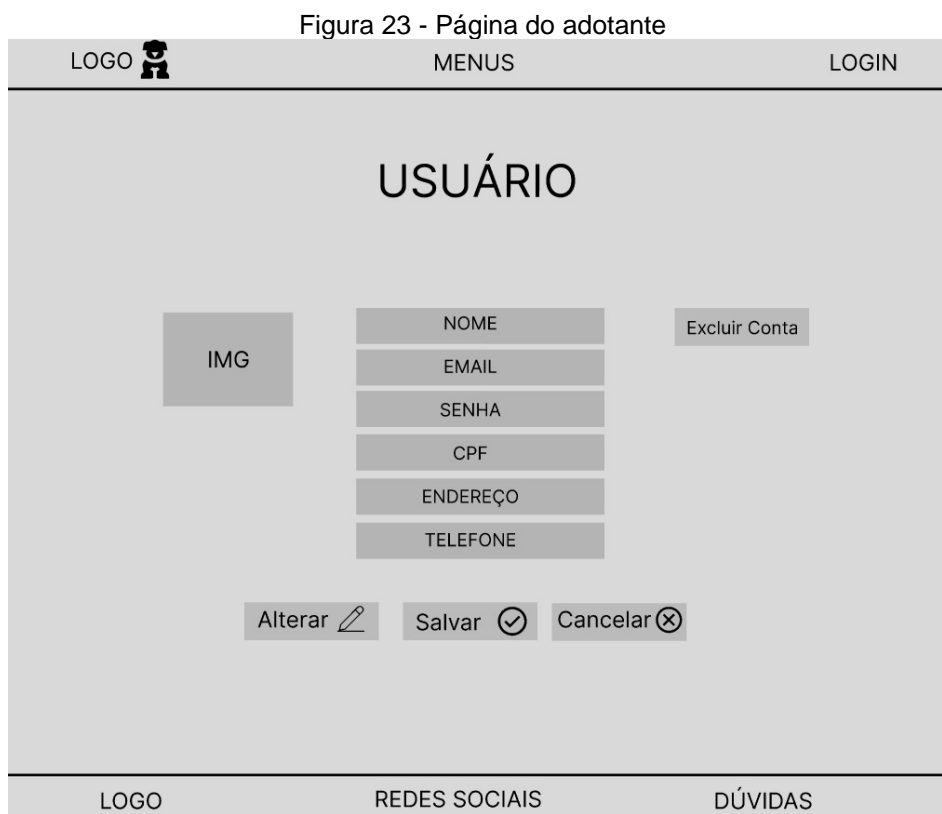 Figura 23 - Página do adotante
LOGO MENUS LOGIN
USUÁRIO
IMG
NOME
EMAIL
SENHA
CPF
ENDEREÇO
TELEFONE
Excluir Conta
Alterar Salvar Cancelar
LOGO REDES SOCIAIS DÚVIDAS